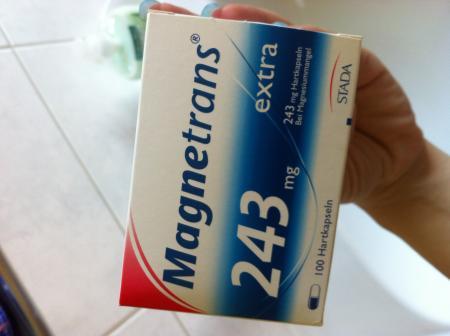 Magnetrans®
extra
243 mg Hartkapseln
Bei Magnesiummangel
243 mg
100 Hartkapseln
STADA